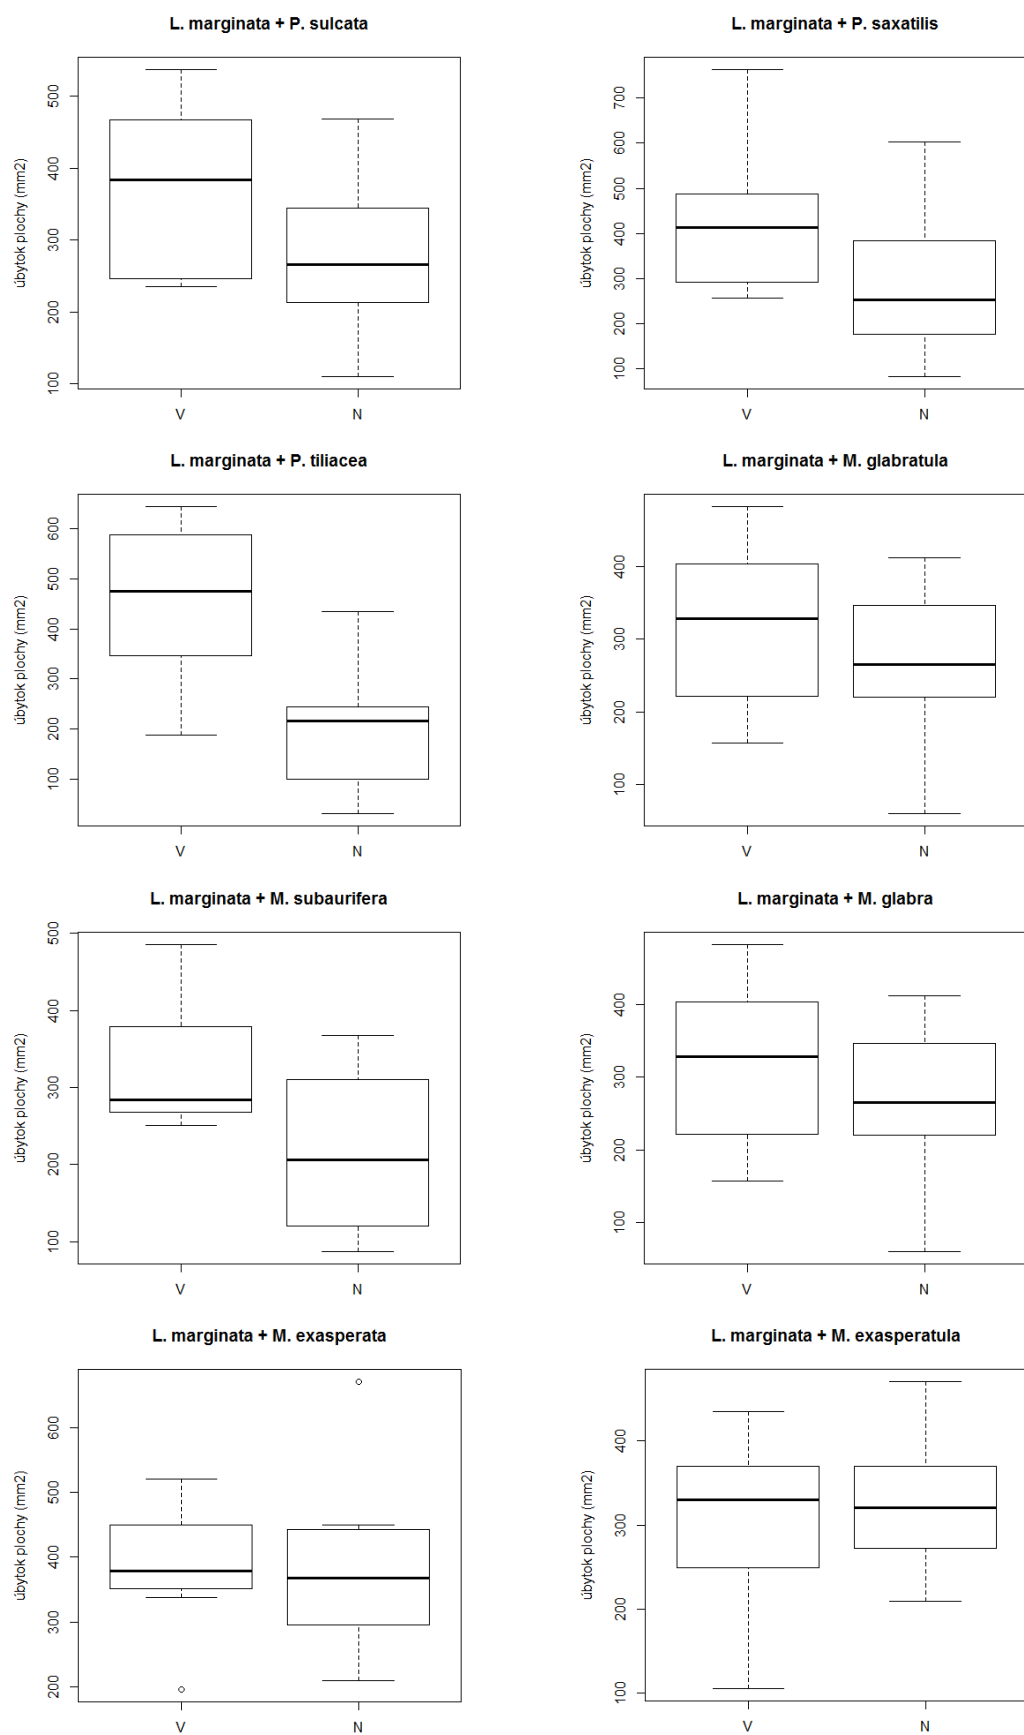 L. marginata + P. sulcata
úbytok plochy (mm2)
500
400
300
200
100
V N
L. marginata + P. saxatilis
úbytok plochy (mm2)
700
600
500
400
300
200
100
V N
L. marginata + P. tiliacea
úbytok plochy (mm2)
600
500
400
300
200
100
V N
L. marginata + M. glabratula
úbytok plochy (mm2)
400
300
200
100
V N
L. marginata + M. subaurifera
úbytok plochy (mm2)
500
400
300
200
100
V N
L. marginata + M. glabra
úbytok plochy (mm2)
400
300
200
100
V N
L. marginata + M. exasperata
úbytok plochy (mm2)
600
500
400
300
200
V N
L. marginata + M. exasperatula
úbytok plochy (mm2)
400
300
200
100
V N